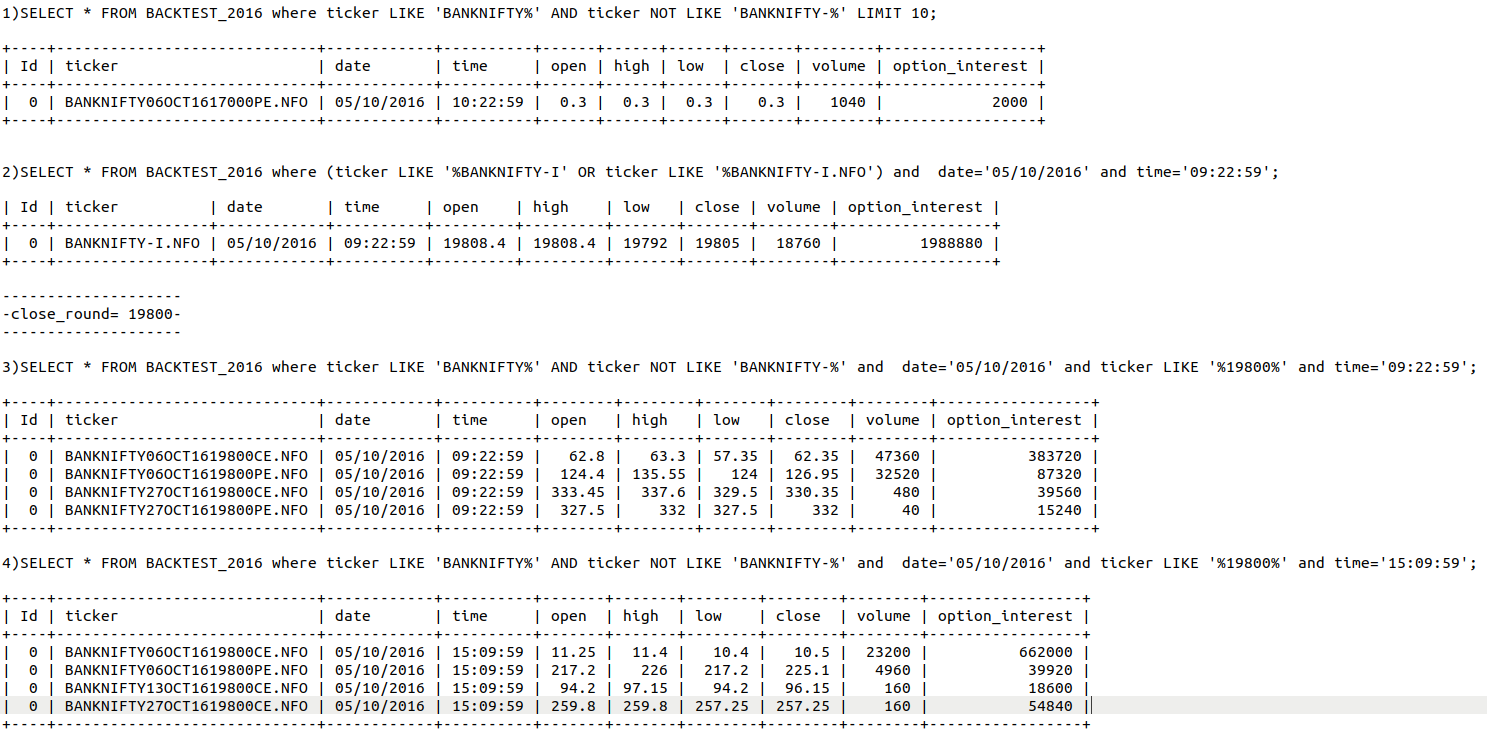 1)SELECT * FROM BACKTEST_2016 where ticker LIKE 'BANKNIFTY%' AND ticker NOT LIKE 'BANKNIFTY-%' LIMIT 10;

+----+-----------------------------+------------+----------+------+------+------+-------+--------+-----------------+
| Id | ticker                      | date       | time     | open | high | low  | close | volume | option_interest |
+----+-----------------------------+------------+----------+------+------+------+-------+--------+-----------------+
|  0 | BANKNIFTY06OCT1617000PE.NFO | 05/10/2016 | 10:22:59 |  0.3 |  0.3 |  0.3 |   0.3 |   1040 |            2000 |
+----+-----------------------------+------------+----------+------+------+------+-------+--------+-----------------+

2)SELECT * FROM BACKTEST_2016 where (ticker LIKE '%BANKNIFTY-I' OR ticker LIKE '%BANKNIFTY-I.NFO') and  date='05/10/2016' and time='09:22:59';

| Id | ticker          | date       | time     | open    | high    | low   | close | volume | option_interest |
+----+-----------------+------------+----------+---------+---------+-------+-------+--------+-----------------+
|  0 | BANKNIFTY-I.NFO | 05/10/2016 | 09:22:59 | 19808.4 | 19808.4 | 19792 | 19805 |  18760 |         1988880 |
+----+-----------------+------------+----------+---------+---------+-------+-------+--------+-----------------+

--------------------
-close_round= 19800-
--------------------

3)SELECT * FROM BACKTEST_2016 where ticker LIKE 'BANKNIFTY%' AND ticker NOT LIKE 'BANKNIFTY-%' and  date='05/10/2016' and ticker LIKE '%19800%' and time='09:22:59';

+----+-----------------------------+------------+----------+--------+--------+-------+--------+--------+-----------------+
| Id | ticker                      | date       | time     | open   | high   | low   | close  | volume | option_interest |
+----+-----------------------------+------------+----------+--------+--------+-------+--------+--------+-----------------+
|  0 | BANKNIFTY06OCT1619800CE.NFO | 05/10/2016 | 09:22:59 |   62.8 |   63.3 | 57.35 |  62.35 |  47360 |          383720 |
|  0 | BANKNIFTY06OCT1619800PE.NFO | 05/10/2016 | 09:22:59 |  124.4 | 135.55 |   124 | 126.95 |  32520 |           87320 |
|  0 | BANKNIFTY27OCT1619800CE.NFO | 05/10/2016 | 09:22:59 | 333.45 |  337.6 | 329.5 | 330.35 |    480 |           39560 |
|  0 | BANKNIFTY27OCT1619800PE.NFO | 05/10/2016 | 09:22:59 |  327.5 |    332 | 327.5 |    332 |     40 |           15240 |
+----+-----------------------------+------------+----------+--------+--------+-------+--------+--------+-----------------+

4)SELECT * FROM BACKTEST_2016 where ticker LIKE 'BANKNIFTY%' AND ticker NOT LIKE 'BANKNIFTY-%' and  date='05/10/2016' and ticker LIKE '%19800%' and time='15:09:59';

+----+-----------------------------+------------+----------+-------+-------+--------+--------+--------+-----------------+
| Id | ticker                      | date       | time     | open  | high  | low    | close  | volume | option_interest |
+----+-----------------------------+------------+----------+-------+-------+--------+--------+--------+-----------------+
|  0 | BANKNIFTY06OCT1619800CE.NFO | 05/10/2016 | 15:09:59 | 11.25 |  11.4 |   10.4 |   10.5 |  23200 |          662000 |
|  0 | BANKNIFTY06OCT1619800PE.NFO | 05/10/2016 | 15:09:59 | 217.2 |   226 |  217.2 |  225.1 |   4960 |           39920 |
|  0 | BANKNIFTY13OCT1619800CE.NFO | 05/10/2016 | 15:09:59 |  94.2 | 97.15 |   94.2 |  96.15 |    160 |           18600 |
|  0 | BANKNIFTY27OCT1619800CE.NFO | 05/10/2016 | 15:09:59 | 259.8 | 259.8 | 257.25 | 257.25 |    160 |           54840 |
+----+-----------------------------+------------+----------+-------+-------+--------+--------+--------+-----------------+